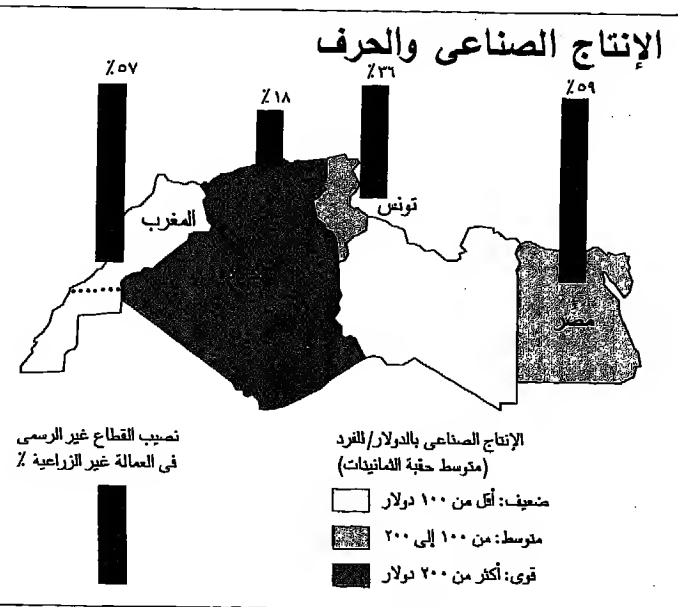 الإنتاج الصناعى والحرف
٪٥٧
٪١٨
٪٣٦
٪٥٩
تونس
المغرب
مصر
الإنتاج الصناعى بالدولار/للفرد
(متوسط حقبة الثمانينات)
ضعيف: أقل من ١٠٠ دولار
متوسط: من ١٠٠ إلى ٢٠٠
قوى: أكثر من ٢٠٠ دولار
نصيب القطاع غير الرسمى
فى العمالة غير الزراعية ٪